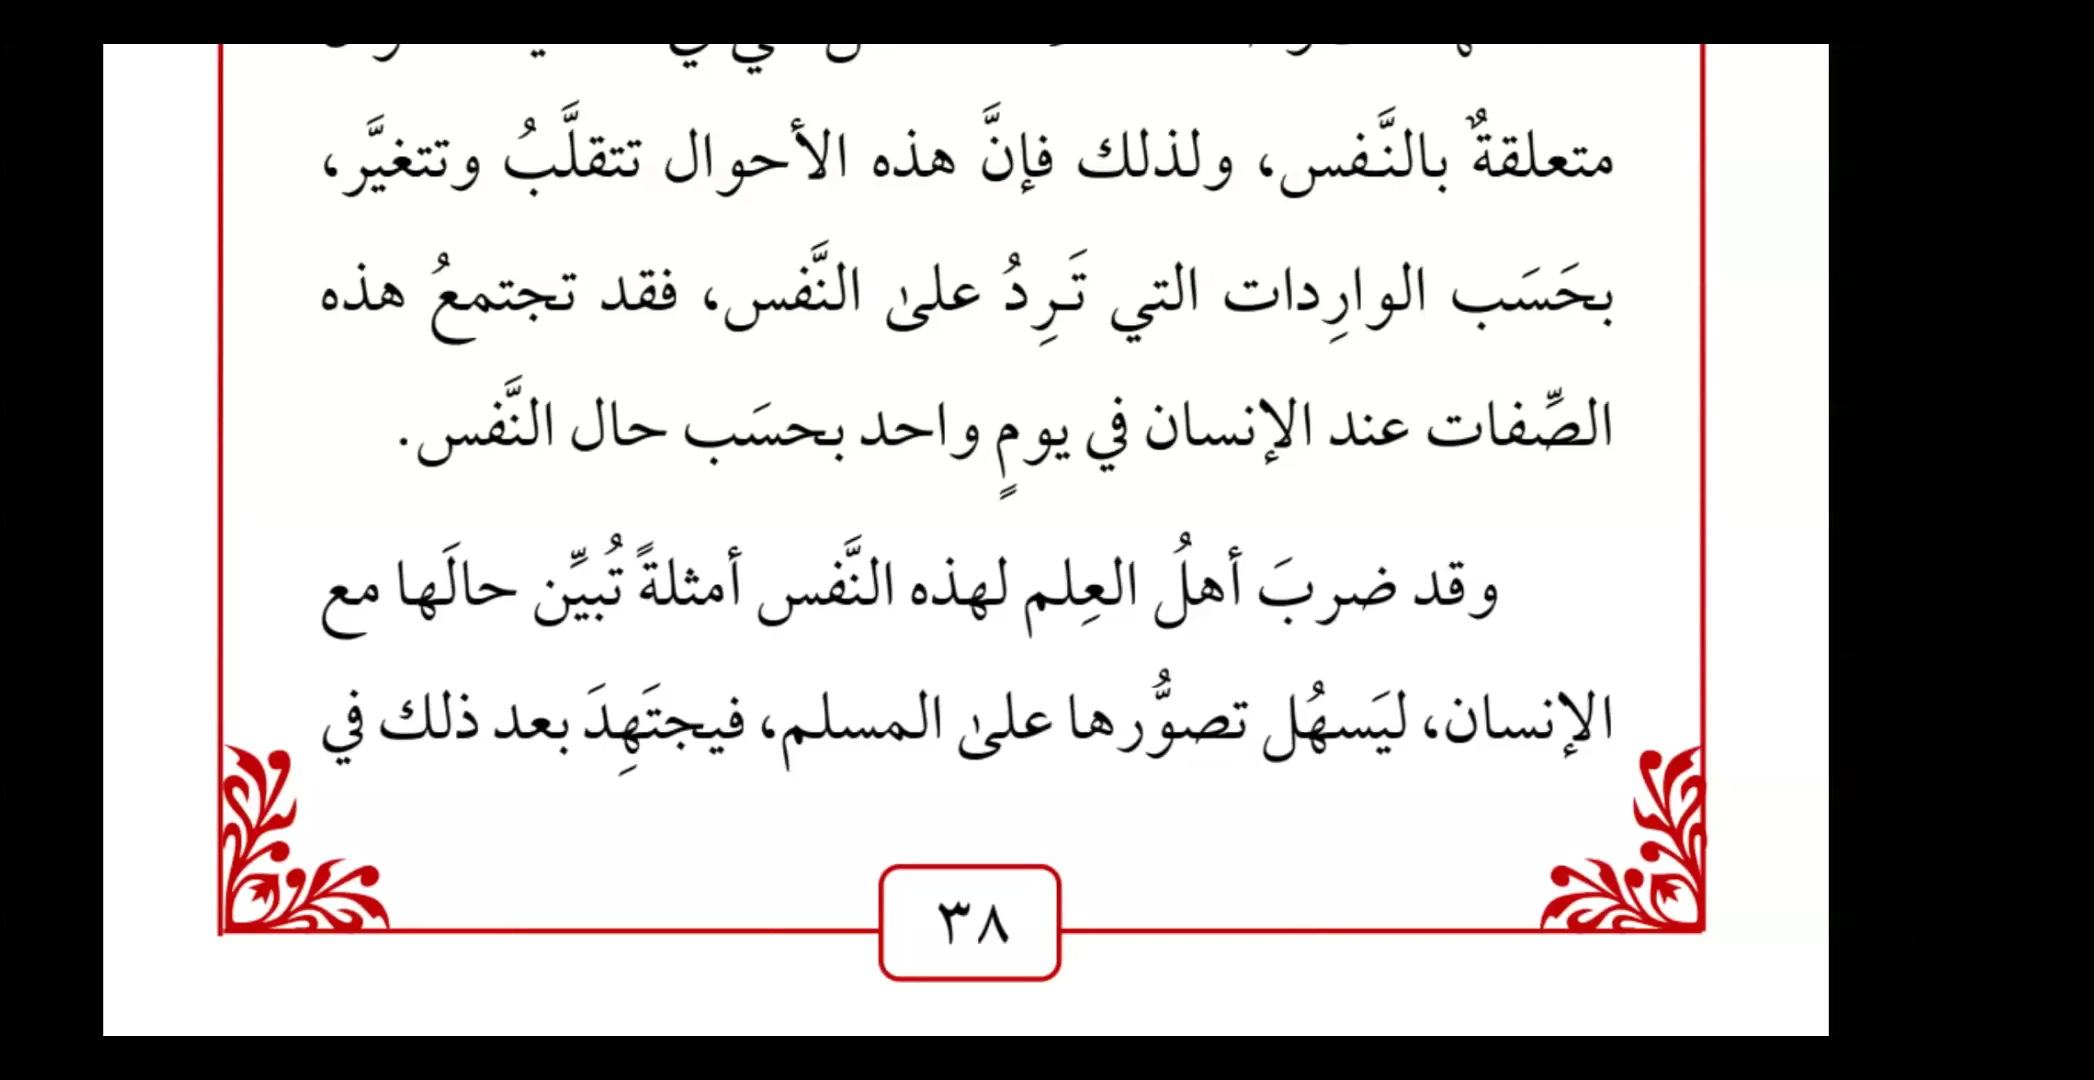 متعلقةٌ بالنَّفس، ولذلك فإنَّ هذه الأحوال تتقلَّبُ وتتغيَّر،
بحَسَب الوارِدات التي تَرِدُ علىٰ النَّفس، فقد تجتمعُ هذه
الصِّفات عند الإنسان في يومٍ واحد بحسَب حال النَّفس.
وقد ضربَ أهلُ العِلم لهذه النَّفس أمثلةً تُبيِّن حالَها مع
الإنسان، ليَسهُل تصوُّرها علىٰ المسلم، فيجتَهِدَ بعد ذلك في
٣٨